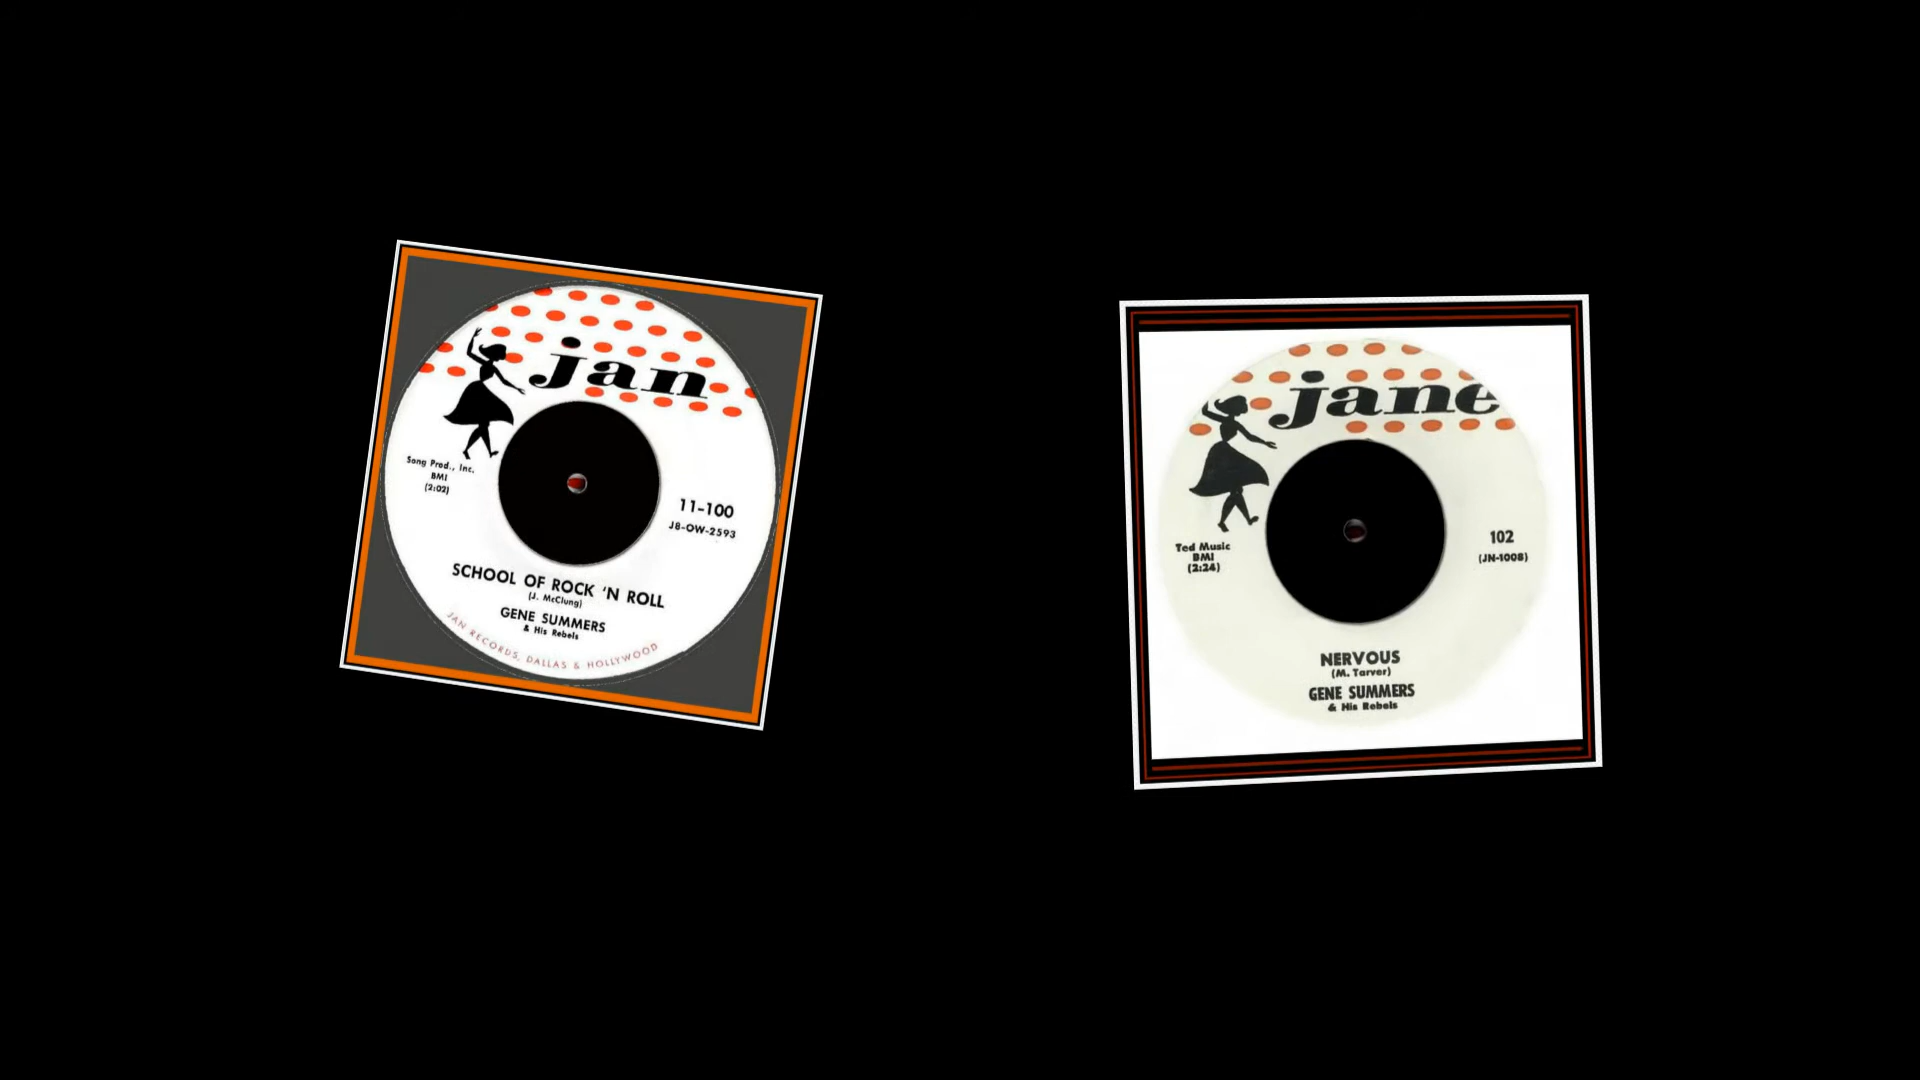 jan
Song Prod., Inc.
BMI
(2:02)
11-100
J8-OW-2593
SCHOOL OF ROCK 'N ROLL
(J. McClung)
GENE SUMMERS
& His Rebels
JAN RECORDS, DALLAS & HOLLYWOOD
jane
Ted Music
BMI
(2:24)
102
(JN-1008)
NERVOUS
(M. Tarver)
GENE SUMMERS
& His Rebels